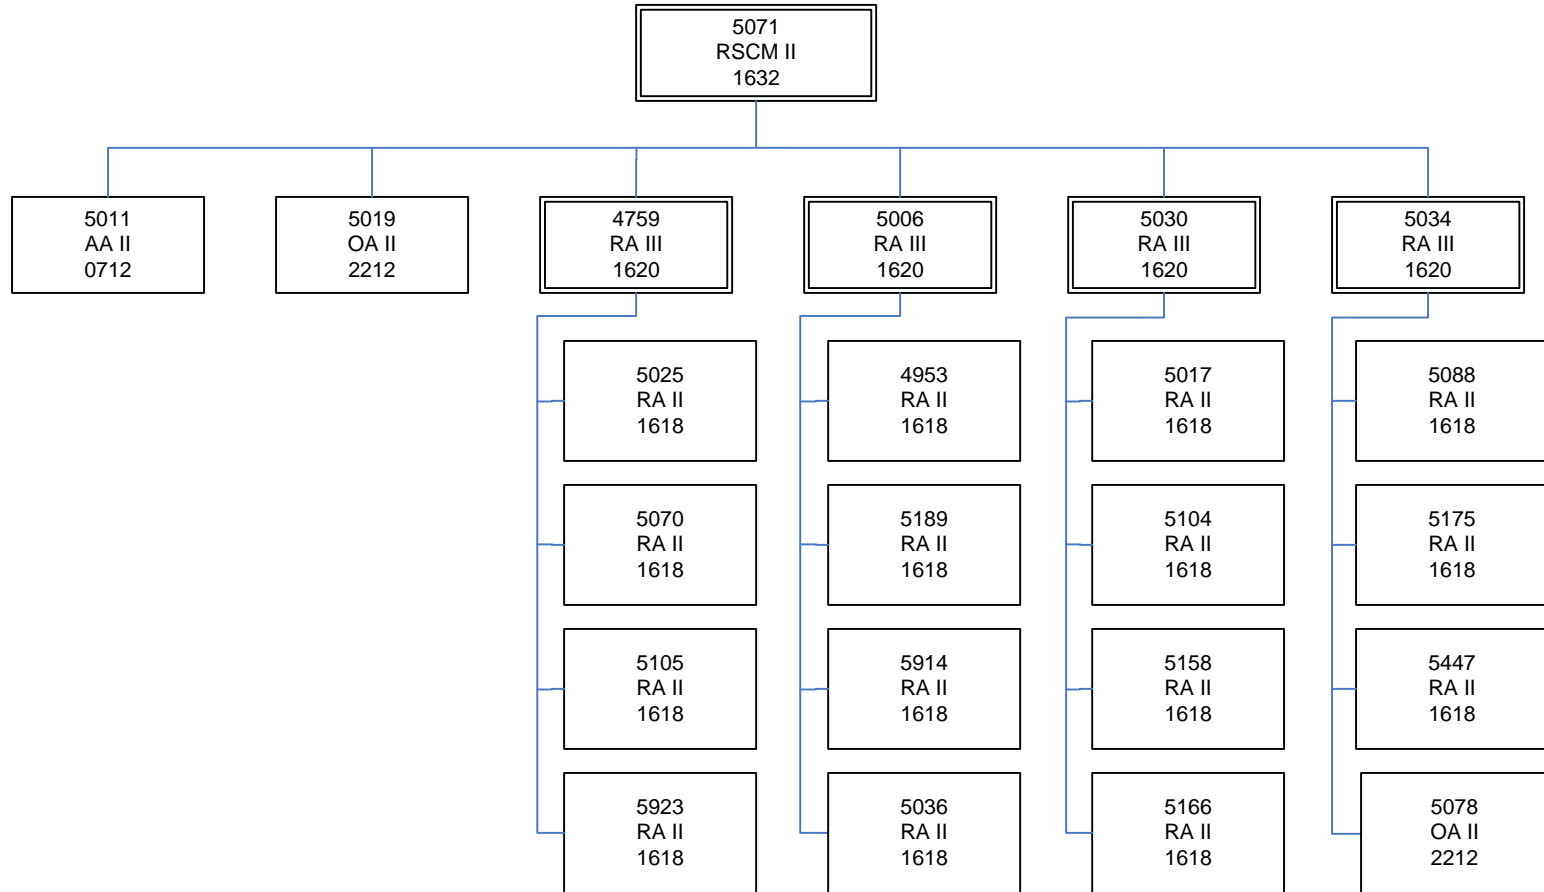 5071
RSCM II
1632
5011
AA II
0712
5019
OA II
2212
4759
RA III
1620
5006
RA III
1620
5030
RA III
1620
5034
RA III
1620
5025
RA II
1618
4953
RA II
1618
5017
RA II
1618
5088
RA II
1618
5070
RA II
1618
5189
RA II
1618
5104
RA II
1618
5175
RA II
1618
5105
RA II
1618
5914
RA II
1618
5158
RA II
1618
5447
RA II
1618
5923
RA II
1618
5036
RA II
1618
5166
RA II
1618
5078
OA II
2212